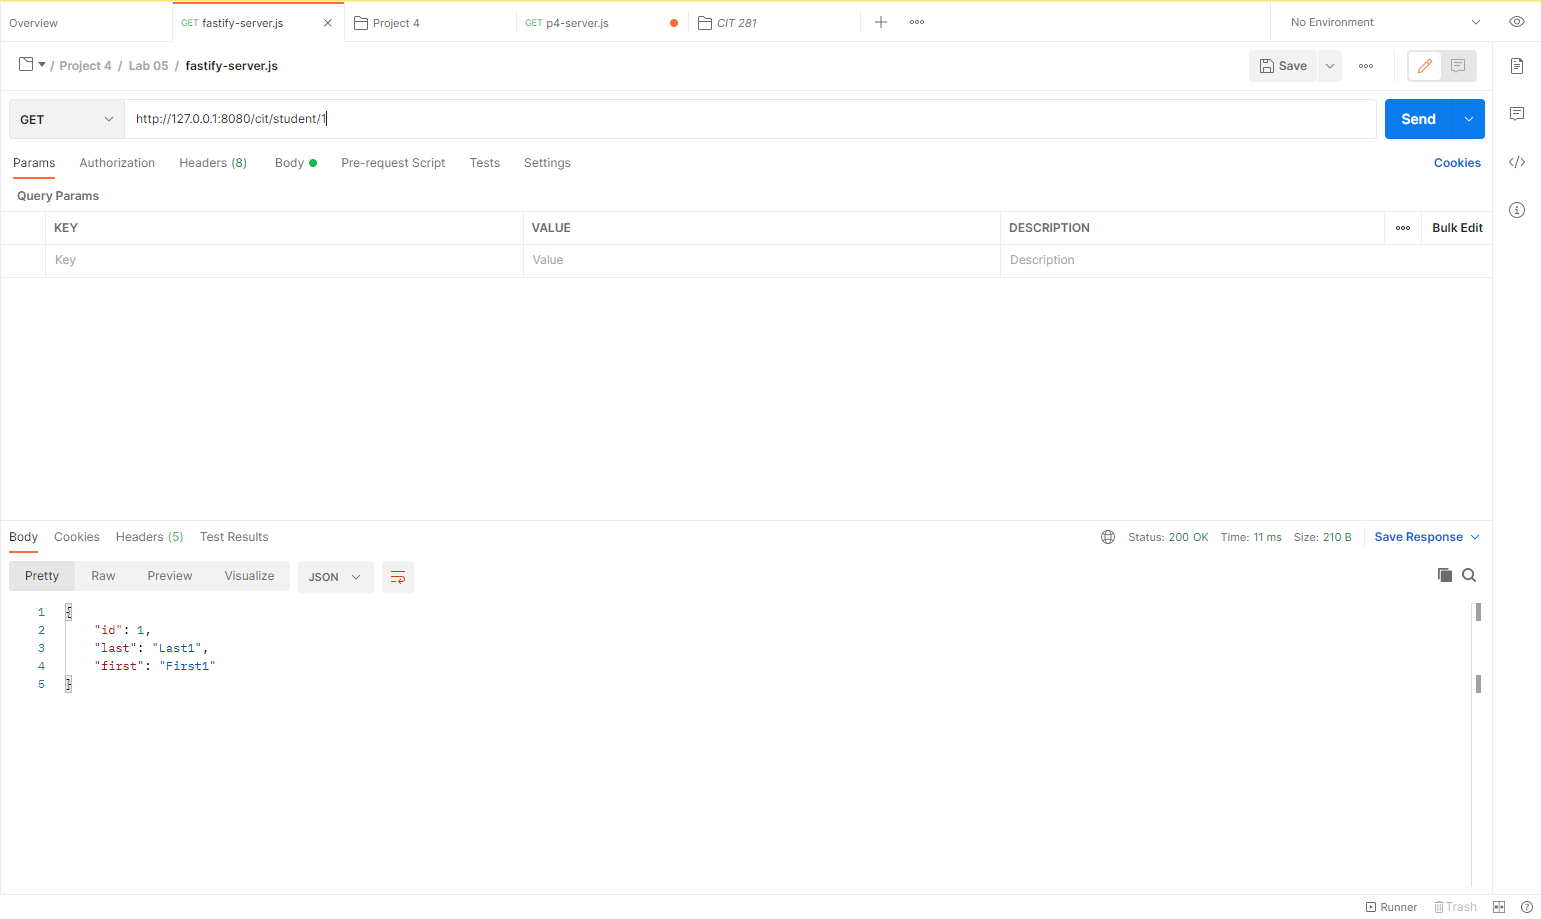 Overview
GET fastify-server.js
Project 4
GET p4-server.js
CIT 281
No Environment
/ Project 4 / Lab 05 / fastify-server.js
Save
GET
http://127.0.0.1:8080/cit/student/1
Send
Params Authorization Headers (8) Body Pre-request Script Tests Settings
Cookies
Query Params
KEY VALUE DESCRIPTION
Bulk Edit
Key Value Description
Body Cookies Headers (5) Test Results
Status: 200 OK Time: 11 ms Size: 210 B
Save Response
Pretty Raw Preview Visualize JSON
1 {
2 "id": 1,
3 "last": "Last1",
4 "first": "First1"
5 }
Runner Trash